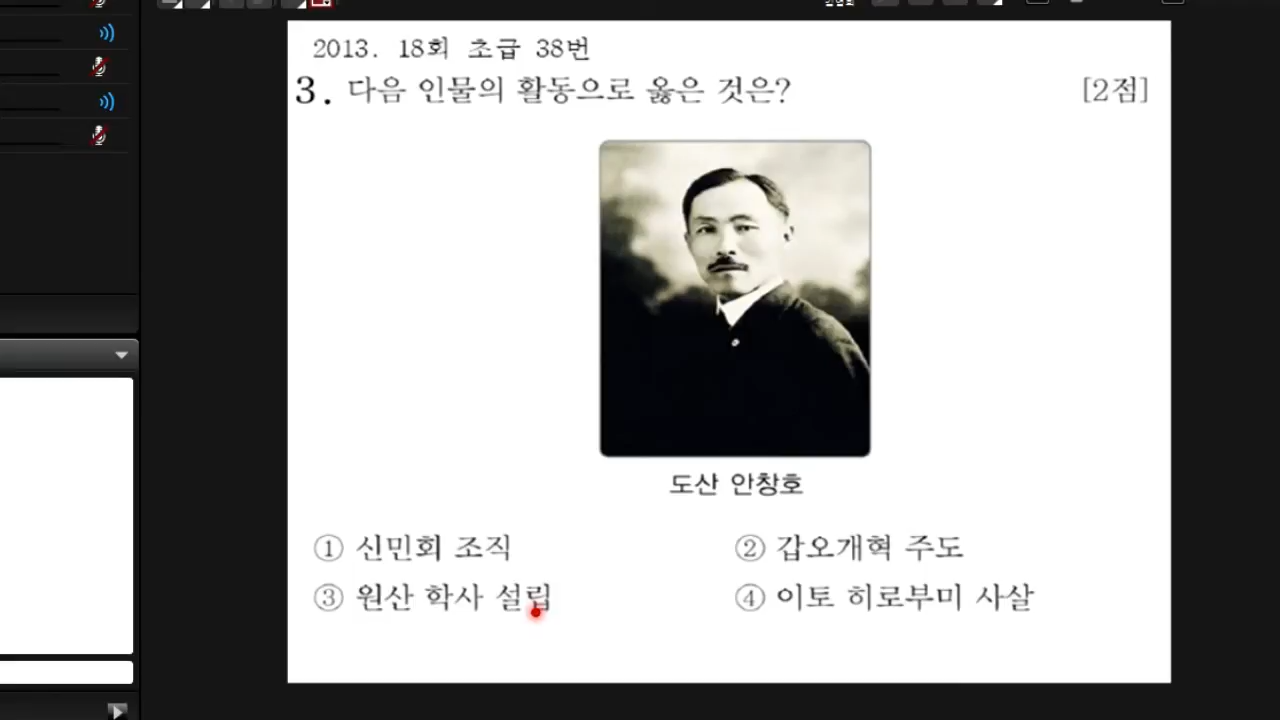 2013. 18회 초급 38번
3. 다음 인물의 활동으로 옳은 것은? [2점]
도산 안창호
① 신민회 조직 ② 갑오개혁 주도
③ 원산 학사 설립 ④ 이토 히로부미 사살